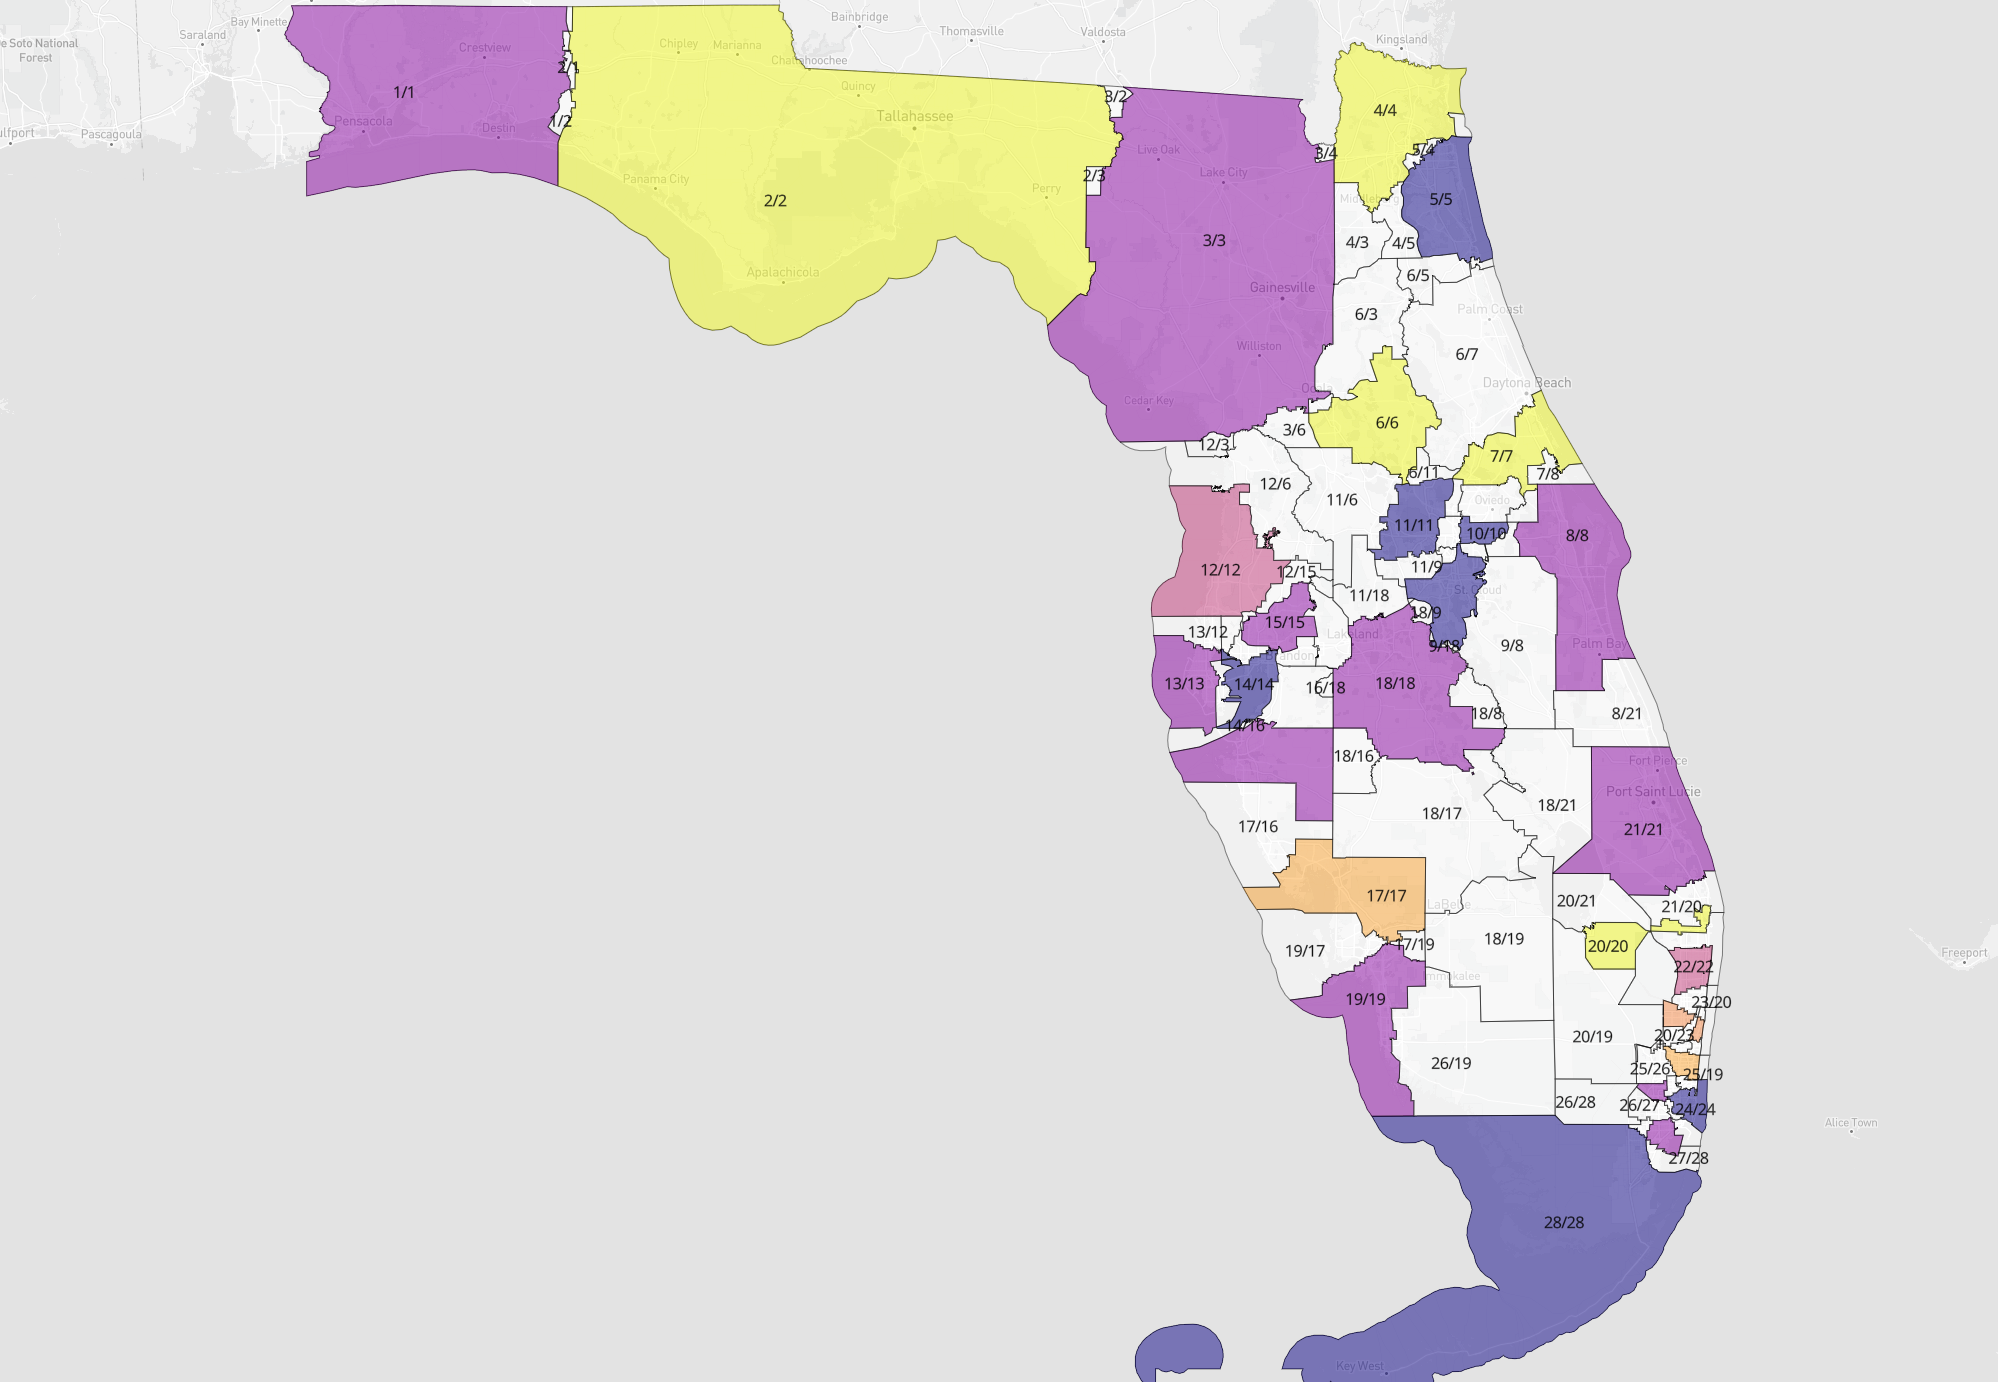 Bay Minette
Bainbridge
Saraland
Thomasville
Valdosta
Kingsland
e Soto National
Forest
Crestview
Chipley
Marianna
Chattahoochee
2/1
1/1
Quincy
3/2
4/4
Pensacola
Destin
1/2
Tallahassee
ulfport
Pascagoula
Live Oak
3/4
5/4
Lake City
2/3
Panama City
Perry
2/2
5/5
3/3
4/3
4/5
Apalachicola
6/5
Gainesville
6/3
Palm Coast
Williston
6/7
Daytona Beach
Ocala
Cedar Key
6/6
3/6
12/3
7/7
6/11
7/8
12/6
11/6
Oviedo
11/11
10/10
8/8
12/12
12/15
11/9
11/18
St. Cloud
18/9
15/15
13/12
Lakeland
9/18
9/8
Palm Bay
Brandon
13/13
14/14
16/18
18/18
18/8
8/21
14/16
18/16
Fort Pierce
Port Saint Lucie
18/21
18/17
17/16
21/21
17/17
LaBelle
20/21
21/20
18/19
17/19
20/20
19/17
Freeport
22/22
Immokalee
19/19
23/20
20/19
20/23
26/19
25/26
25/19
26/28
26/27
24/24
Alice Town
27/28
28/28
Key West